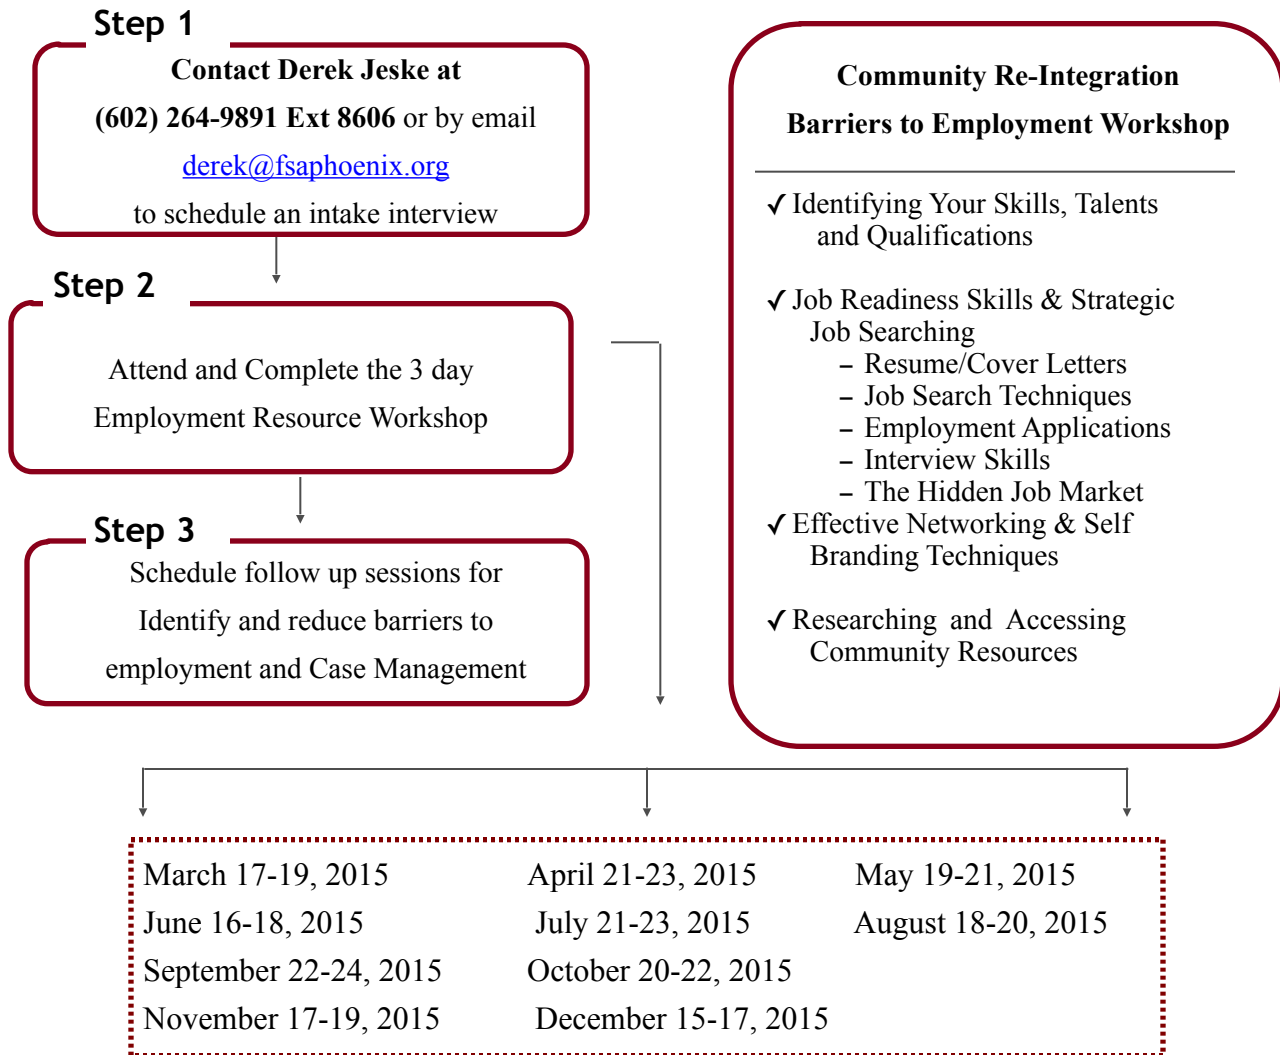 Step 1
Contact Derek Jeske at
(602) 264-9891 Ext 8606 or by email
derek@fsaphoenix.org
to schedule an intake interview
Step 2
Attend and Complete the 3 day
Employment Resource Workshop
Step 3
Schedule follow up sessions for
Identify and reduce barriers to
employment and Case Management
Community Re-Integration
Barriers to Employment Workshop
✓ Identifying Your Skills, Talents
and Qualifications
✓ Job Readiness Skills & Strategic
Job Searching
– Resume/Cover Letters
– Job Search Techniques
– Employment Applications
– Interview Skills
– The Hidden Job Market
✓ Effective Networking & Self
Branding Techniques
✓ Researching and Accessing
Community Resources
March 17-19, 2015 April 21-23, 2015 May 19-21, 2015
June 16-18, 2015 July 21-23, 2015 August 18-20, 2015
September 22-24, 2015 October 20-22, 2015
November 17-19, 2015 December 15-17, 2015